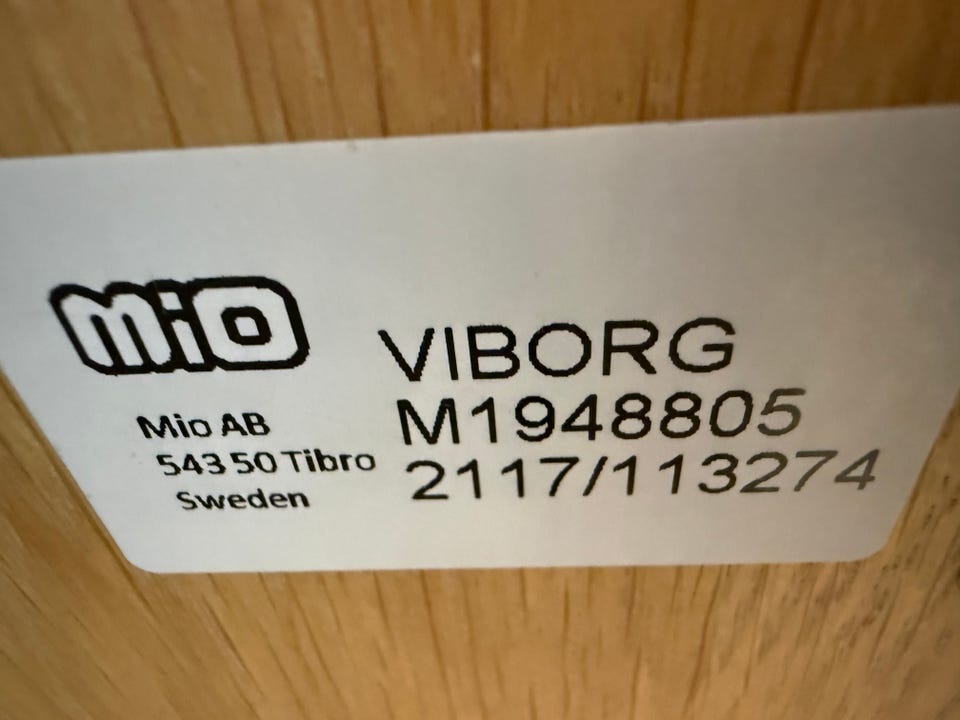 mio
Mio AB
543 50 Tibro
Sweden
VIBORG
M1948805
2117/113274